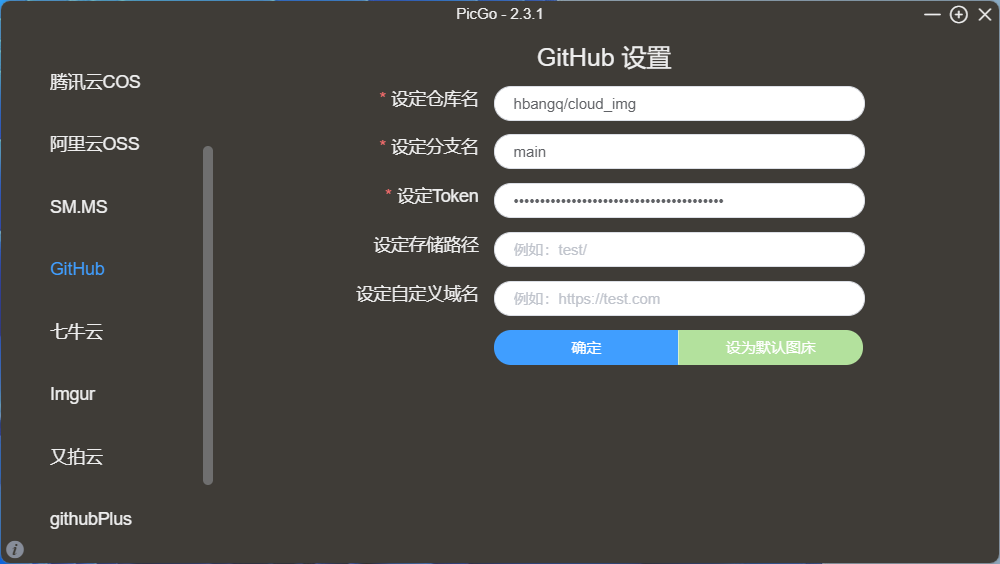 PicGo - 2.3.1
腾讯云COS
阿里云OSS
SM.MS
GitHub
七牛云
Imgur
又拍云
githubPlus
GitHub 设置
* 设定仓库名 hbangq/cloud_img
* 设定分支名 main
* 设定Token ••••••••••••••••••••••••••••••••••••••••
设定存储路径 例如：test/
设定自定义域名 例如：https://test.com
确定 设为默认图床